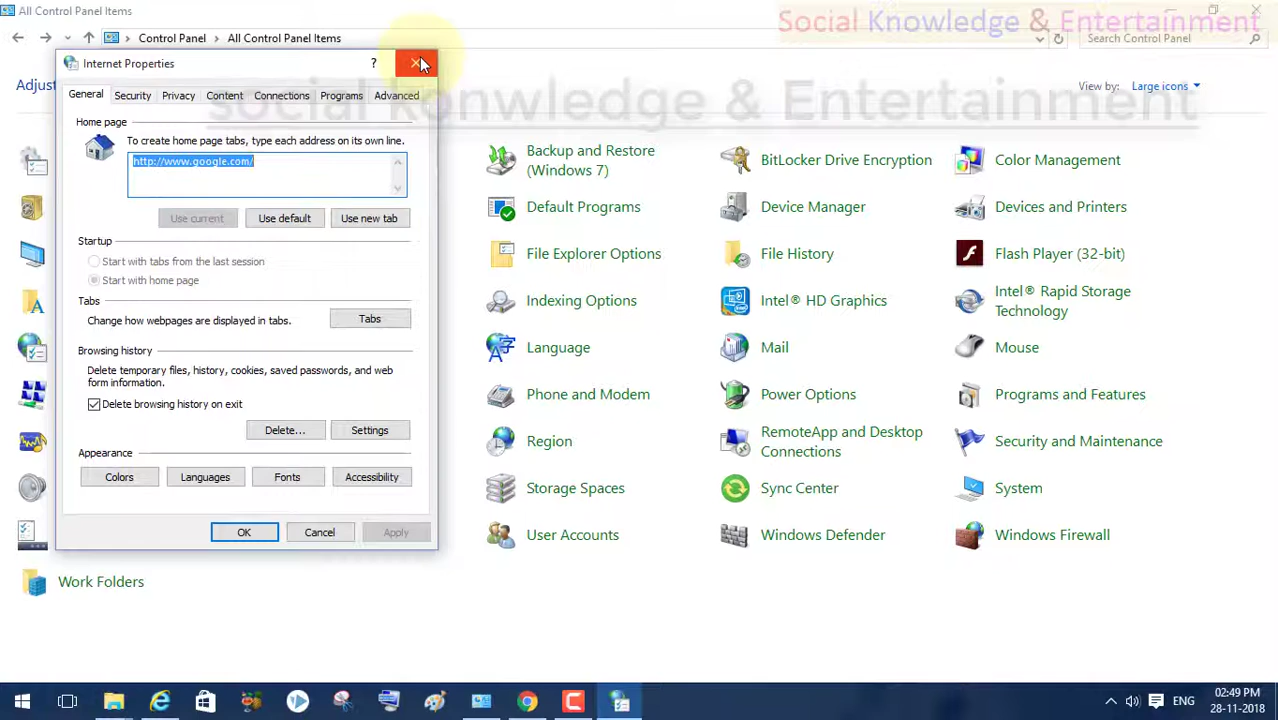 All Control Panel Items
Social Knowledge & Entertainment
Control Panel
All Control Panel Items
Search Control Panel
Internet Properties
?
Adjus
View by:
Large icons
social konwledge & Entertainment
General
Security
Privacy
Content
Connections
Programs
Advanced
Home page
To create home page tabs, type each address on its own line.
http://www.google.com/
Use current
Use default
Use new tab
Startup
Start with tabs from the last session
Start with home page
Tabs
Change how webpages are displayed in tabs.
Tabs
Browsing history
Delete temporary files, history, cookies, saved passwords, and web
form information.
Delete browsing history on exit
Delete...
Settings
Appearance
Colors
Languages
Fonts
Accessibility
OK
Cancel
Apply
Backup and Restore
(Windows 7)
BitLocker Drive Encryption
Color Management
Default Programs
Device Manager
Devices and Printers
File Explorer Options
File History
Flash Player (32-bit)
Indexing Options
Intel® HD Graphics
Intel® Rapid Storage
Technology
Language
Mail
Mouse
Phone and Modem
Power Options
Programs and Features
Region
RemoteApp and Desktop
Connections
Security and Maintenance
Storage Spaces
Sync Center
System
User Accounts
Windows Defender
Windows Firewall
Work Folders
ENG
02:49 PM
28-11-2018